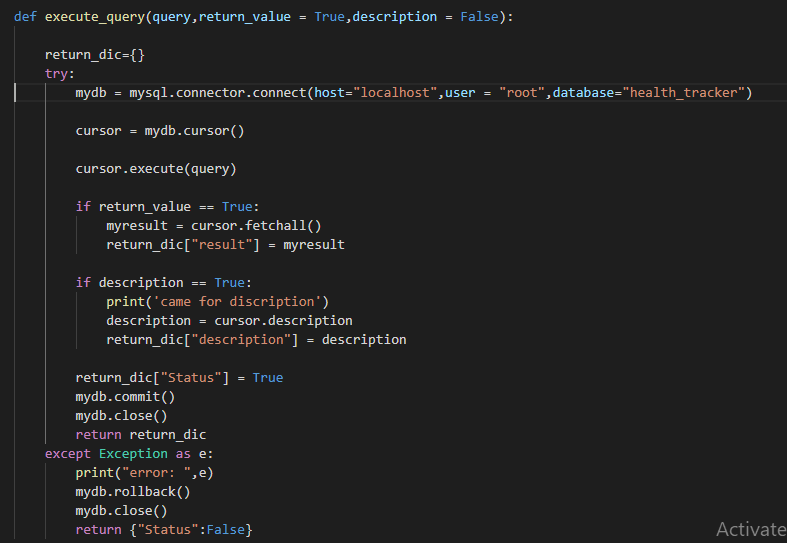 def execute_query(query,return_value = True,description = False):
return_dic={}
try:
mydb = mysql.connector.connect(host="localhost",user = "root",database="health_tracker")
cursor = mydb.cursor()
cursor.execute(query)
if return_value == True:
myresult = cursor.fetchall()
return_dic["result"] = myresult
if description == True:
print('came for discription')
description = cursor.description
return_dic["description"] = description
return_dic["Status"] = True
mydb.commit()
mydb.close()
return return_dic
except Exception as e:
print("error: ",e)
mydb.rollback()
mydb.close()
return {"Status":False}
Activate